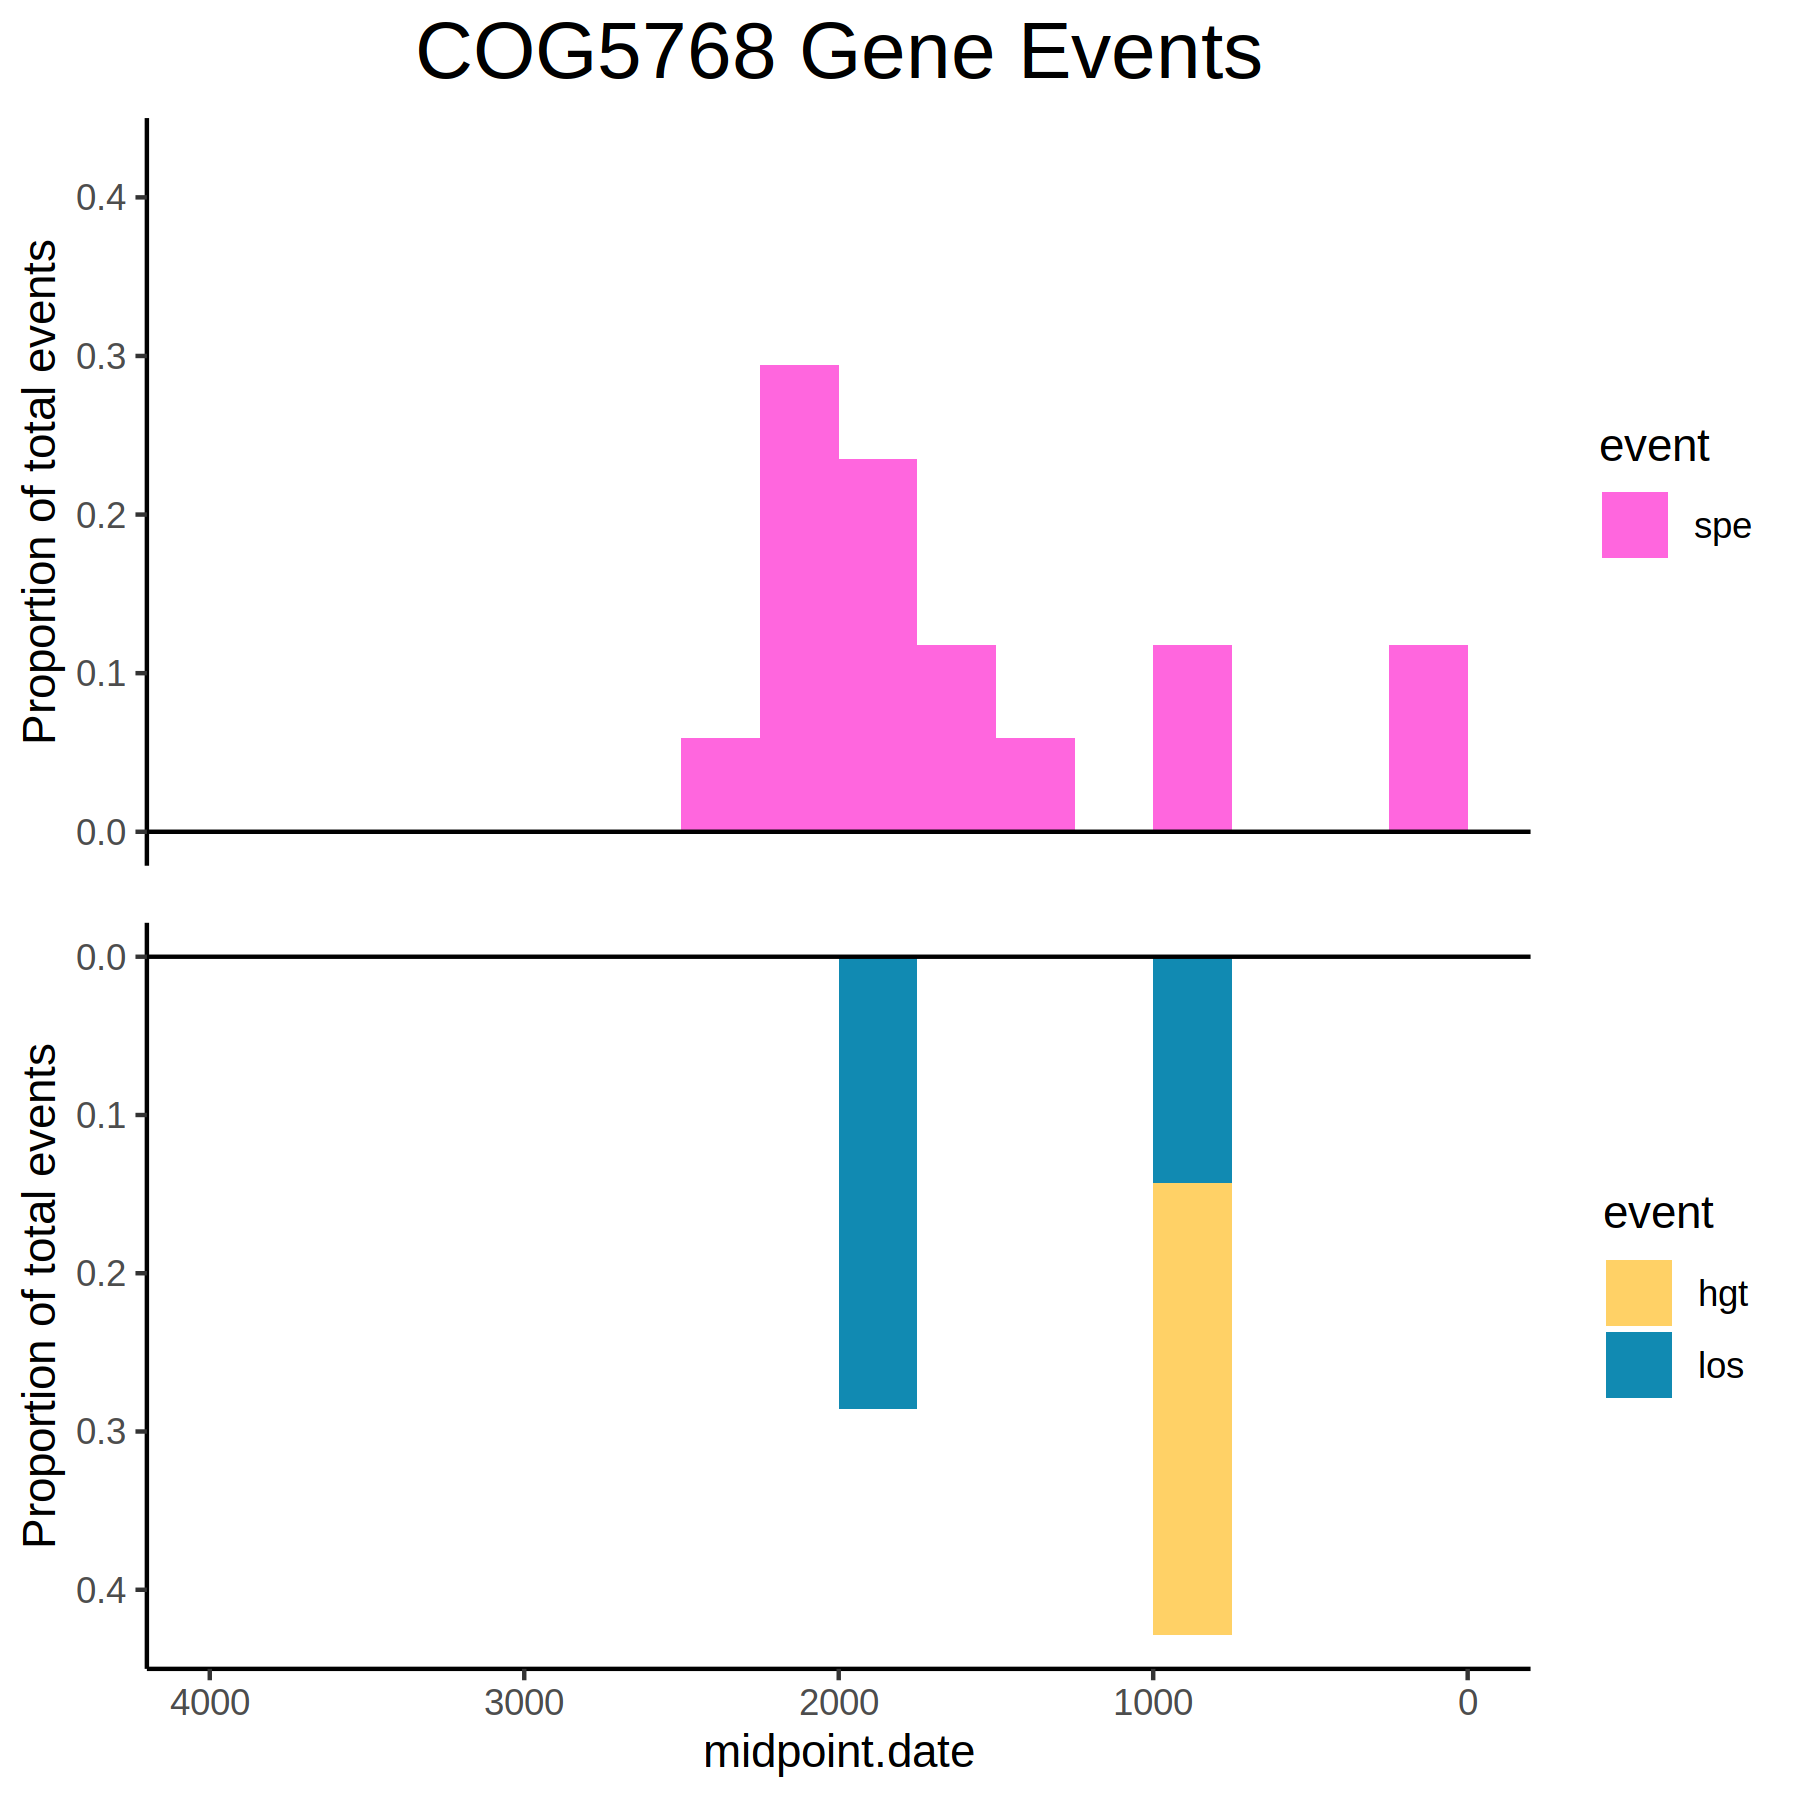 COG5768 Gene Events
Proportion of total events
0.4
0.3
0.2
0.1
0.0
event
spe
Proportion of total events
0.0
0.1
0.2
0.3
0.4
event
hgt
los
4000 3000 2000 1000 0
midpoint.date